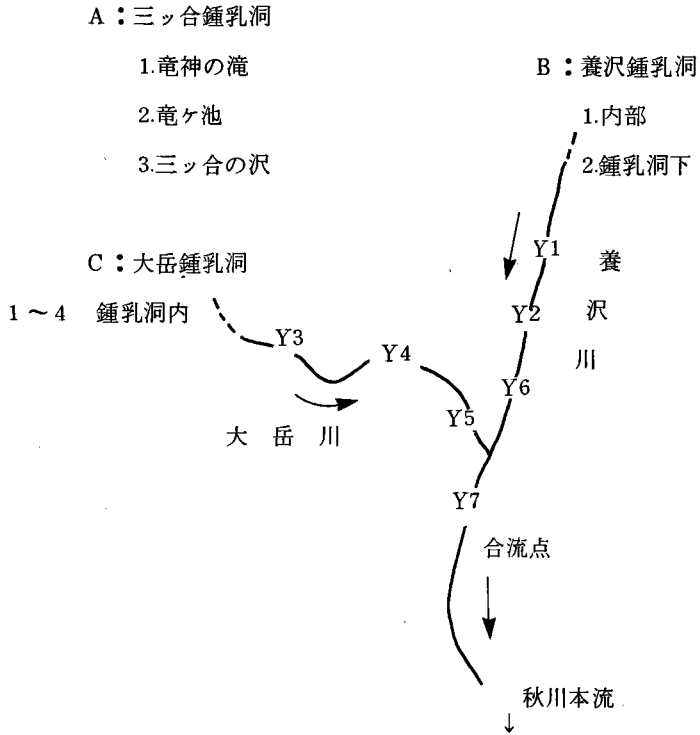 A：三ッ合鍾乳洞
1.竜神の滝
2.竜ケ池
3.三ッ合の沢
B：養沢鍾乳洞
1.内部
2.鍾乳洞下
C：大岳鍾乳洞
1～4 鍾乳洞内
Y1
Y2
養沢川
Y3
Y4
Y5
Y6
大岳川
Y7
合流点
秋川本流
↓